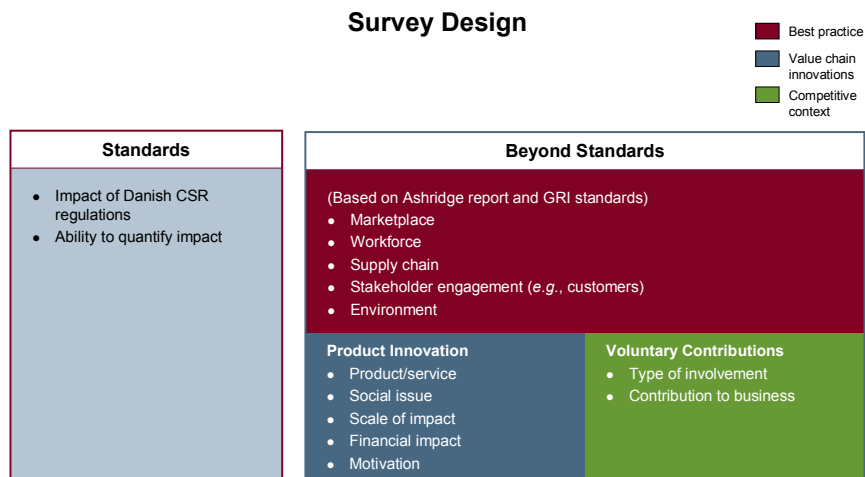 Survey Design
Best practice
Value chain
innovations
Competitive
context
Standards
• Impact of Danish CSR
regulations
• Ability to quantify impact
Beyond Standards
(Based on Ashridge report and GRI standards)
• Marketplace
• Workforce
• Supply chain
• Stakeholder engagement (e.g., customers)
• Environment
Product Innovation
• Product/service
• Social issue
• Scale of impact
• Financial impact
• Motivation
Voluntary Contributions
• Type of involvement
• Contribution to business